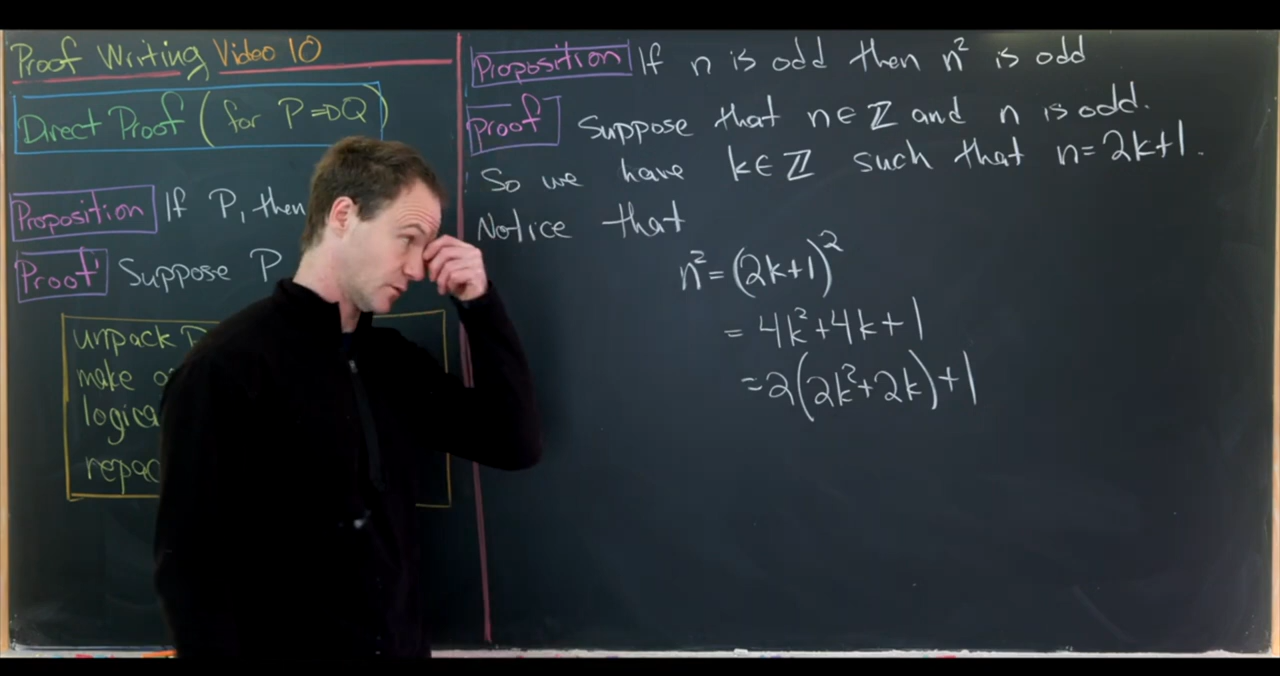 Proof Writing Video 10
Direct Proof (for P⇒Q)
Proposition If P, then
Proof Suppose P
unpack
make
logica
repac
Proposition If n is odd then n² is odd
Proof Suppose that n∈ℤ and n is odd.
So we have k∈ℤ such that n=2k+1.
Notice that
n²=(2k+1)²
=4k²+4k+1
=2(2k²+2k)+1